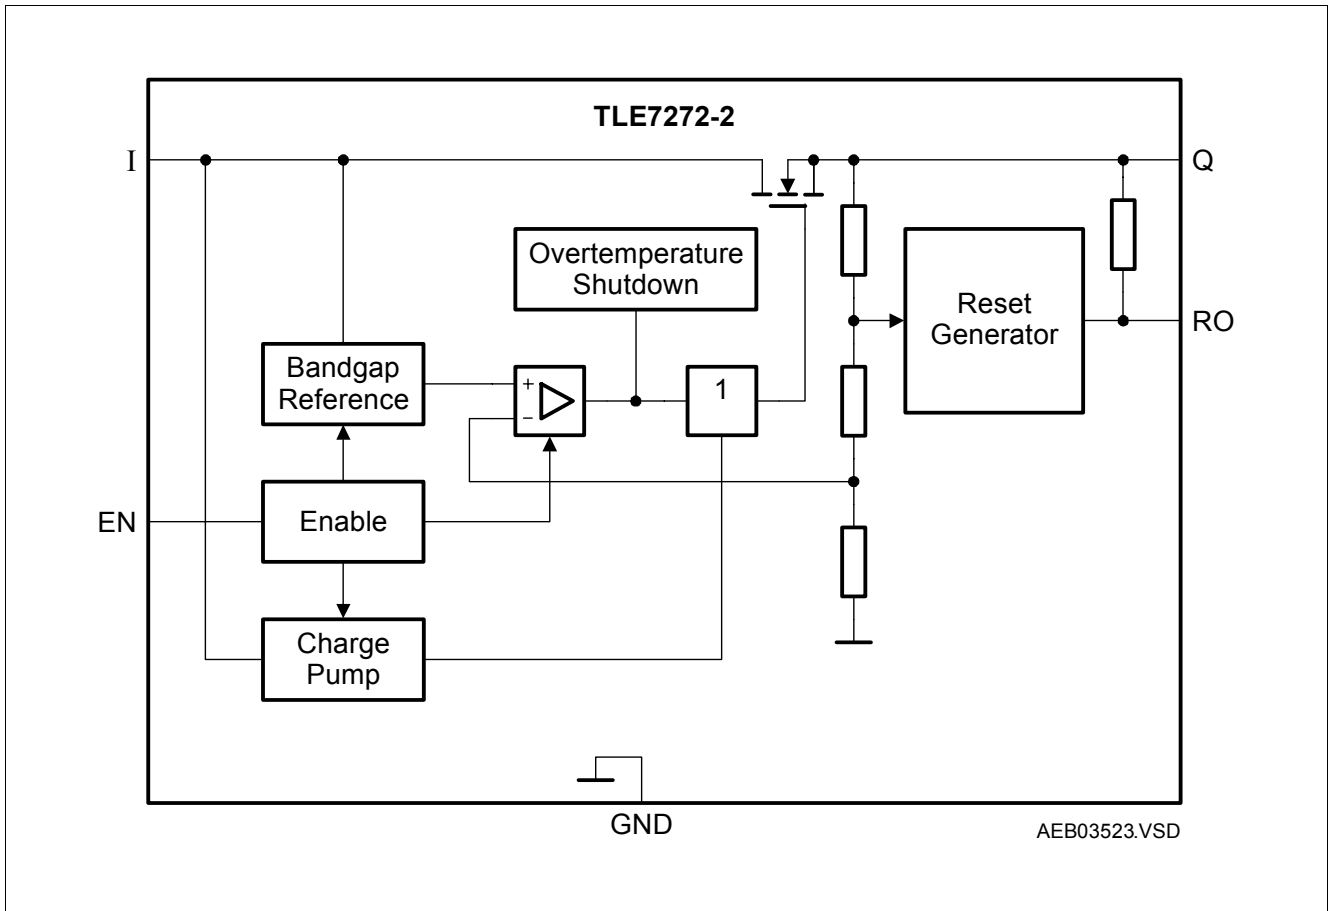 TLE7272-2
I
Q
Overtemperature
Shutdown
Reset
Generator
RO
Bandgap
Reference
+
−
1
EN
Enable
Charge
Pump
GND
AEB03523.VSD